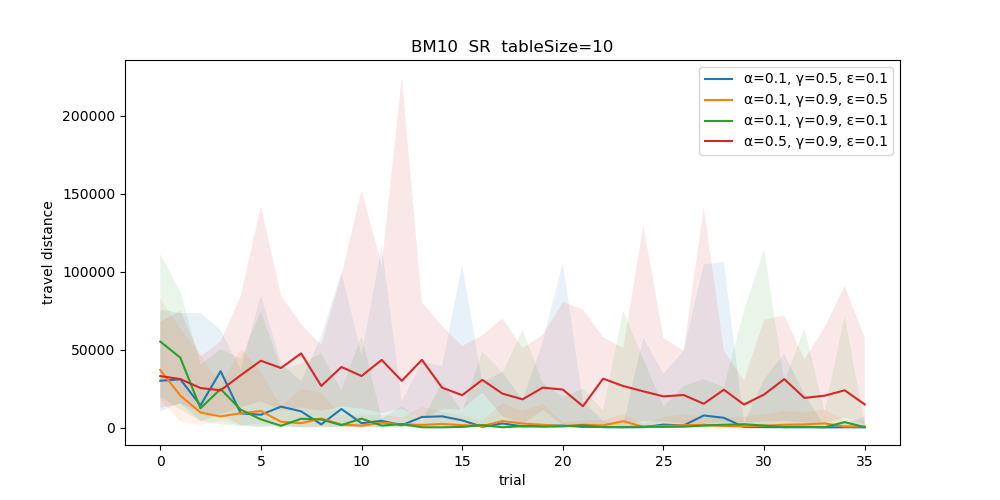 BM10 SR tableSize=10
α=0.1, γ=0.5, ε=0.1
α=0.1, γ=0.9, ε=0.5
α=0.1, γ=0.9, ε=0.1
α=0.5, γ=0.9, ε=0.1
travel distance
200000
150000
100000
50000
0
0 5 10 15 20 25 30 35
trial